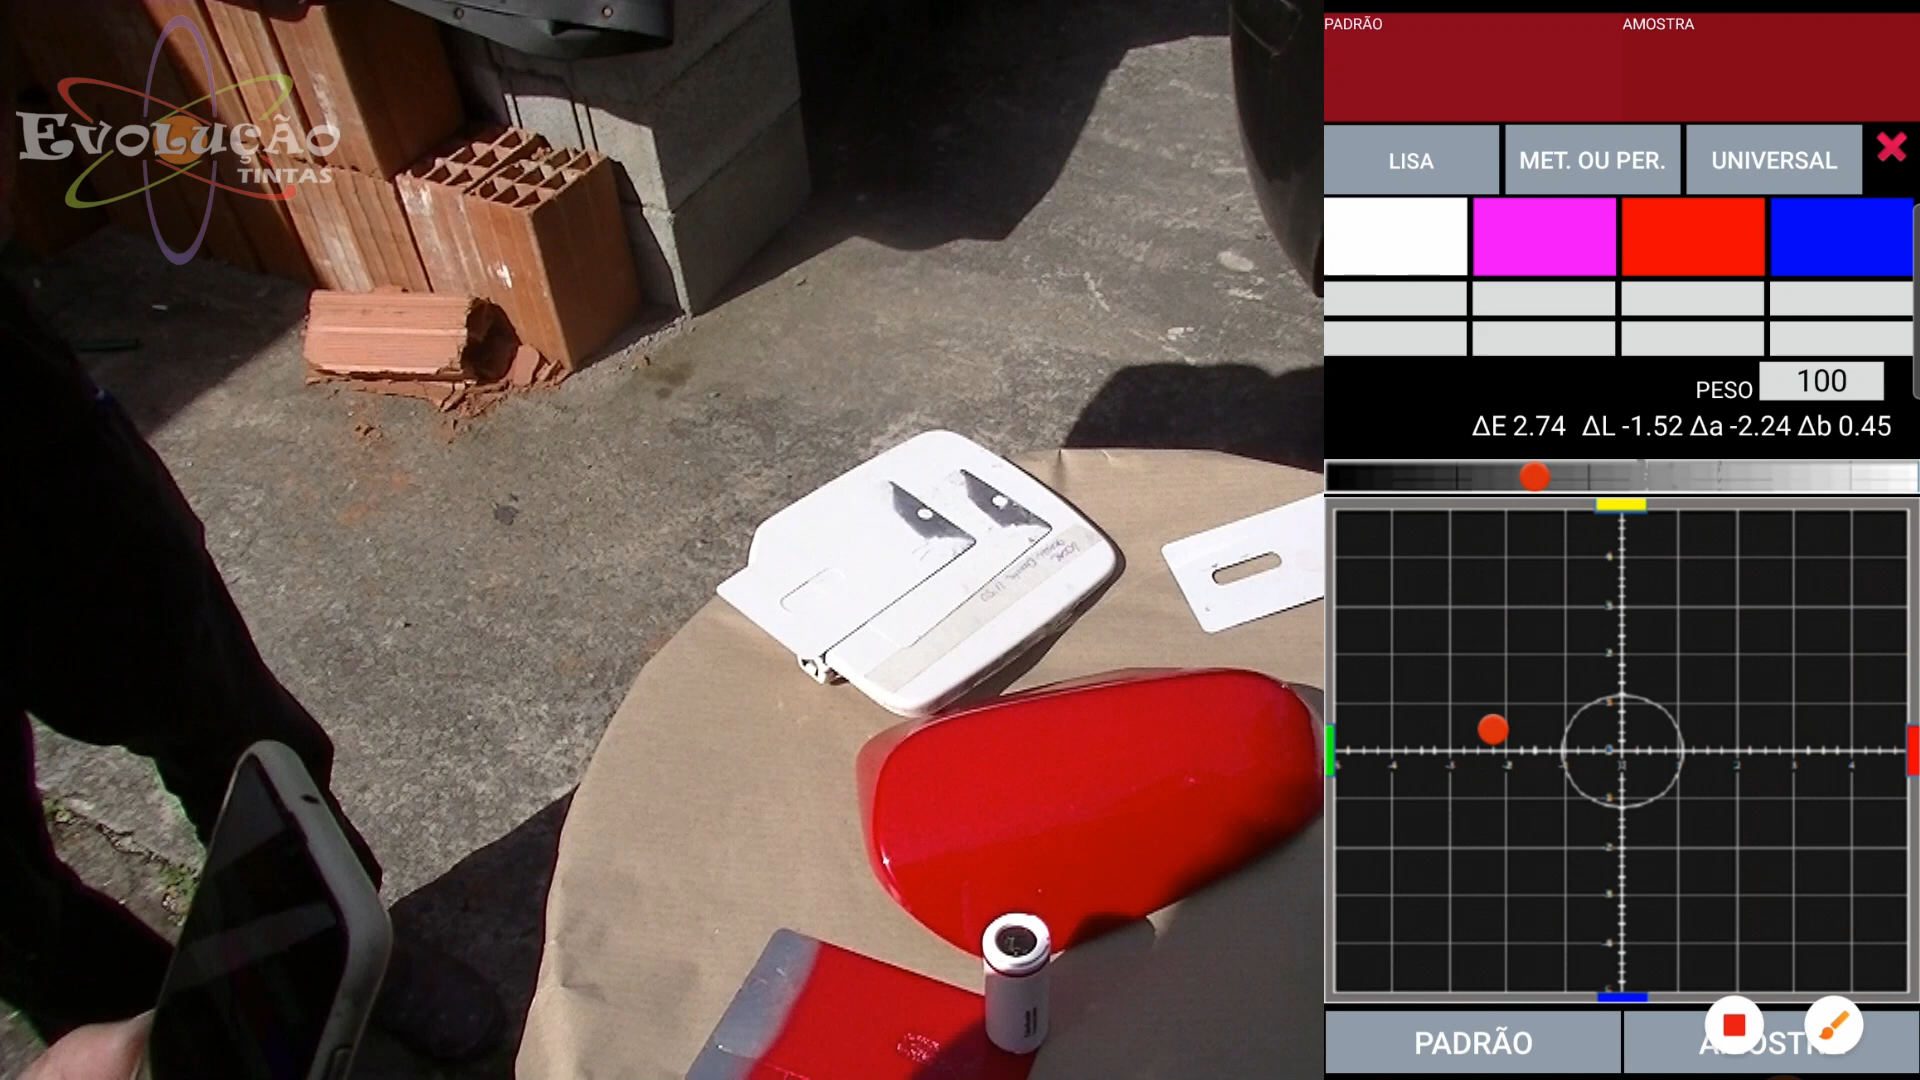 EVOLUÇÃO
TINTAS
PADRÃO
AMOSTRA
LISA
MET. OU PER.
UNIVERSAL
PESO
100
ΔE 2.74 ΔL -1.52 Δa -2.24 Δb 0.45
PADRÃO